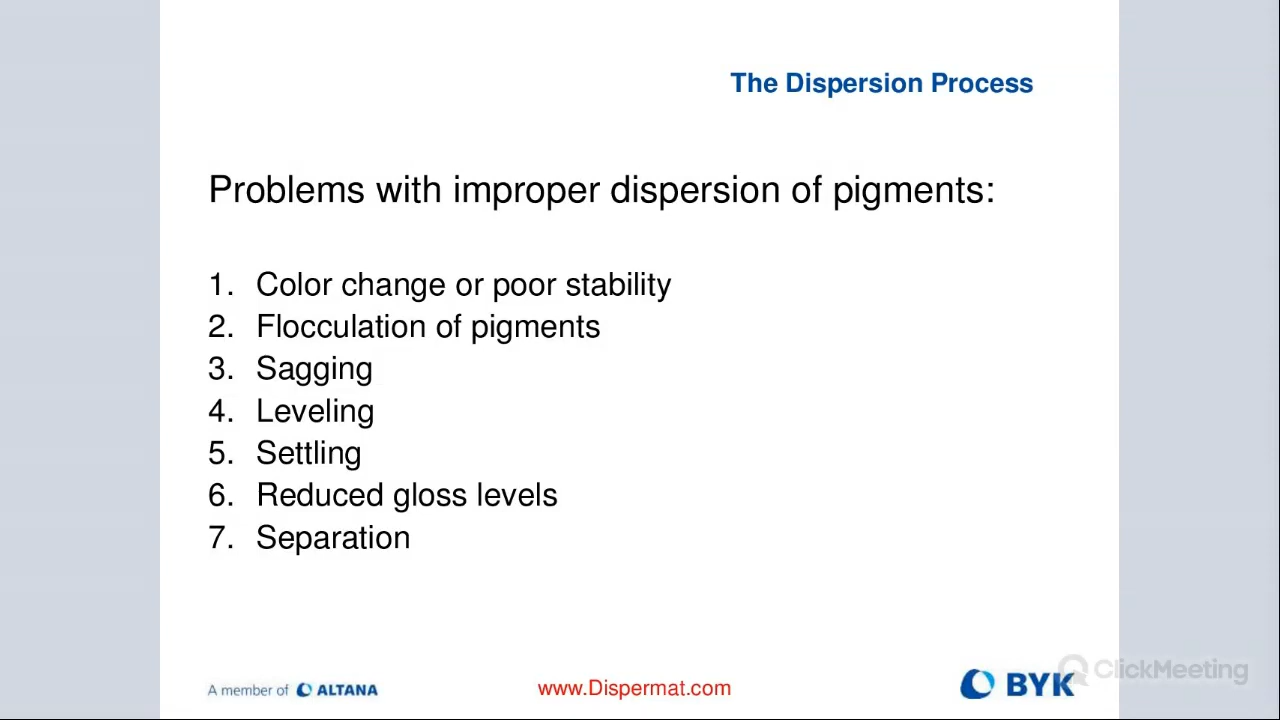 The Dispersion Process
Problems with improper dispersion of pigments:
1. Color change or poor stability
2. Flocculation of pigments
3. Sagging
4. Leveling
5. Settling
6. Reduced gloss levels
7. Separation
A member of ALTANA
www.Dispermat.com
BYK
ClickMeeting